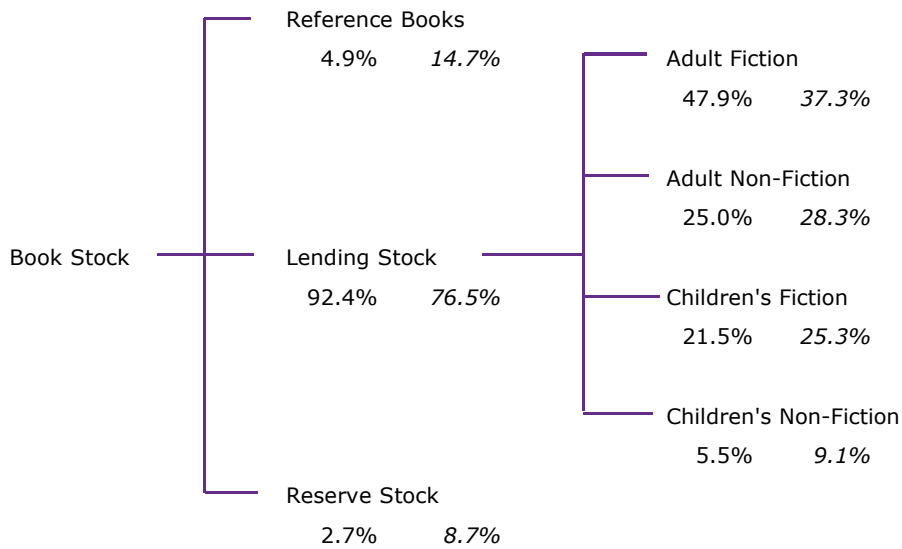 Reference Books
4.9% 14.7%
Adult Fiction
47.9% 37.3%
Adult Non-Fiction
25.0% 28.3%
Book Stock
Lending Stock
92.4% 76.5%
Children's Fiction
21.5% 25.3%
Children's Non-Fiction
5.5% 9.1%
Reserve Stock
2.7% 8.7%